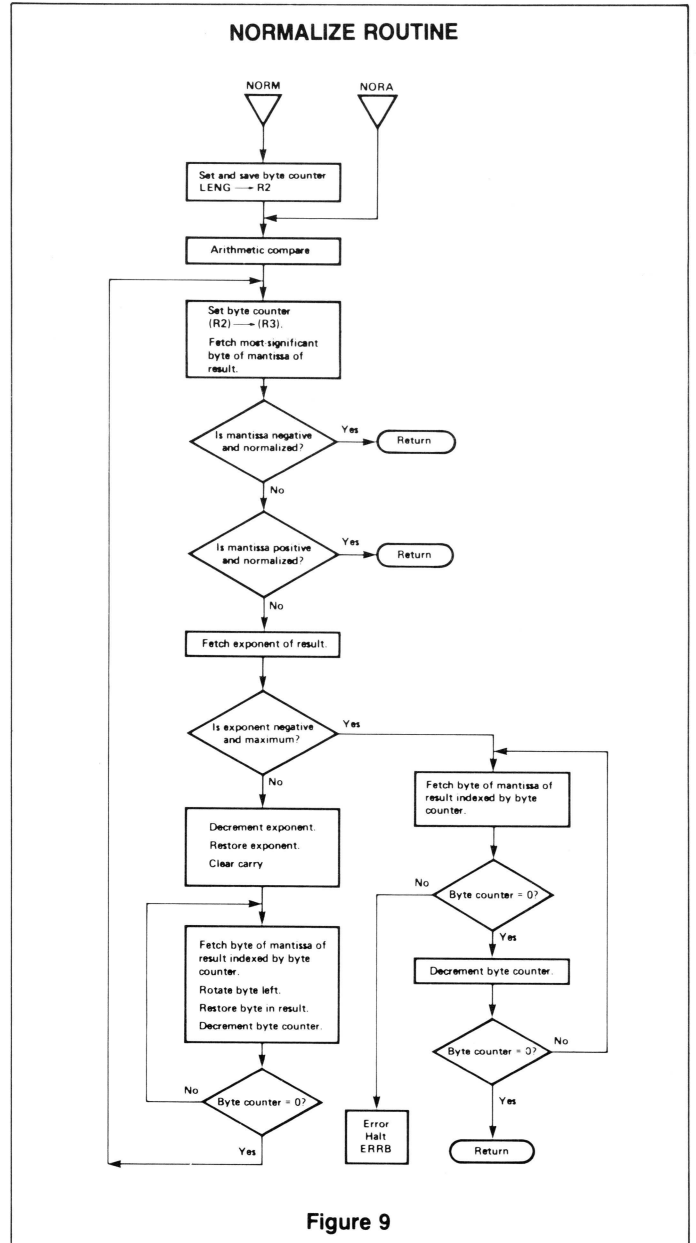 NORMALIZE ROUTINE
NORM
NORA
Set and save byte counter
LENG → R2
Arithmetic compare
Set byte counter
(R2) → (R3).
Fetch most-significant
byte of mantissa of
result.
Is mantissa negative
and normalized?
Yes
Return
No
Is mantissa positive
and normalized?
Yes
Return
No
Fetch exponent of result.
Is exponent negative
and maximum?
Yes
No
Fetch byte of mantissa of
result indexed by byte
counter.
Decrement exponent.
Restore exponent.
Clear carry
No
Byte counter = 0?
Yes
Fetch byte of mantissa of
result indexed by byte
counter.
Rotate byte left.
Restore byte in result.
Decrement byte counter.
Decrement byte counter.
Byte counter = 0?
No
No
Byte counter = 0?
Yes
Yes
Error
Halt
ERRB
Return
Figure 9